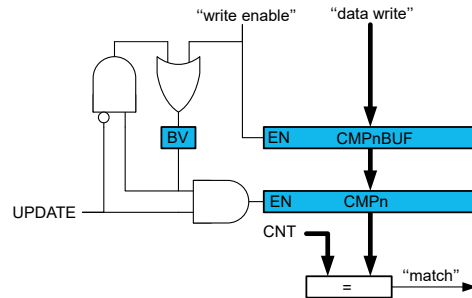 “write enable” “data write”
BV EN CMPnBUF
EN CMPn
UPDATE
CNT
= “match”